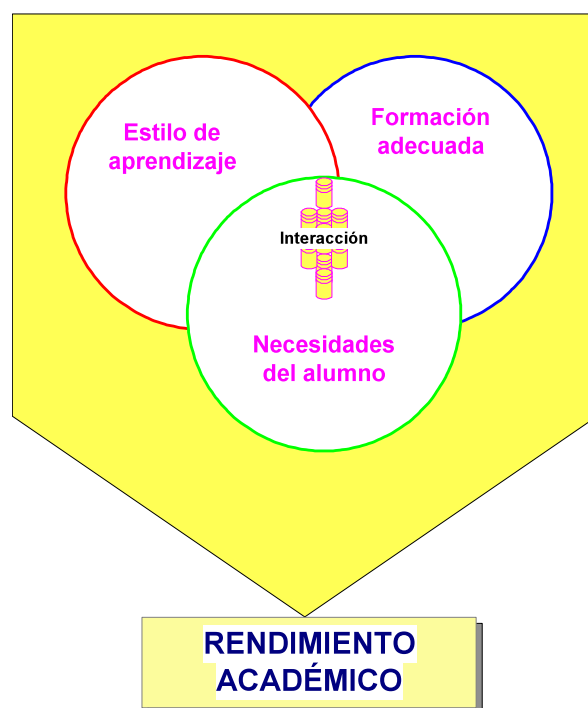 Estilo de
aprendizaje
Formación
adecuada
Interacción
Necesidades
del alumno
RENDIMIENTO
ACADÉMICO